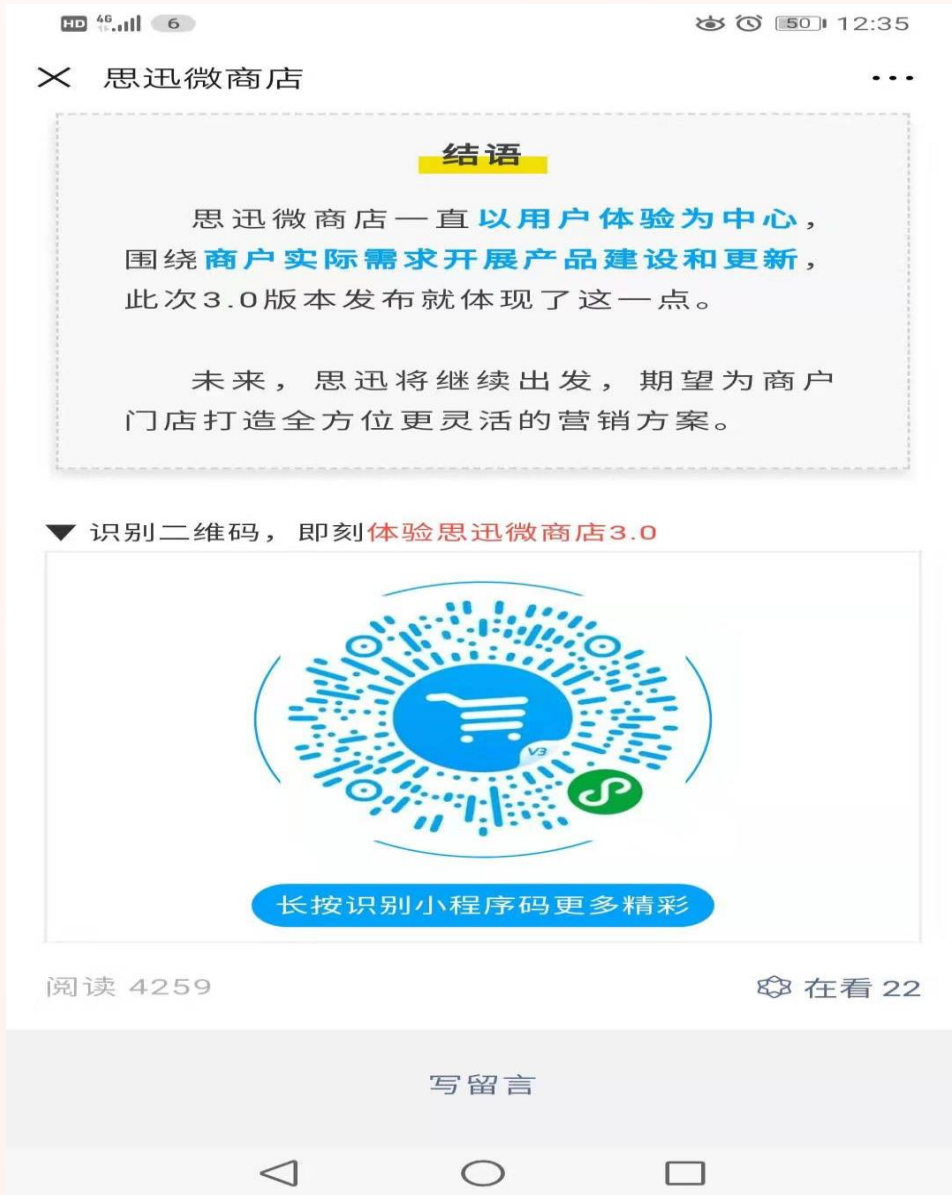 HD 4G 6 50 12:35
思迅微商店
结语
思迅微商店一直以用户体验为中心，
围绕商户实际需求开展产品建设和更新，
此次3.0版本发布就体现了这一点。
未来，思迅将继续出发，期望为商户
门店打造全方位更灵活的营销方案。
识别二维码，即刻体验思迅微商店3.0
V3
长按识别小程序码更多精彩
阅读 4259 在看 22
写留言